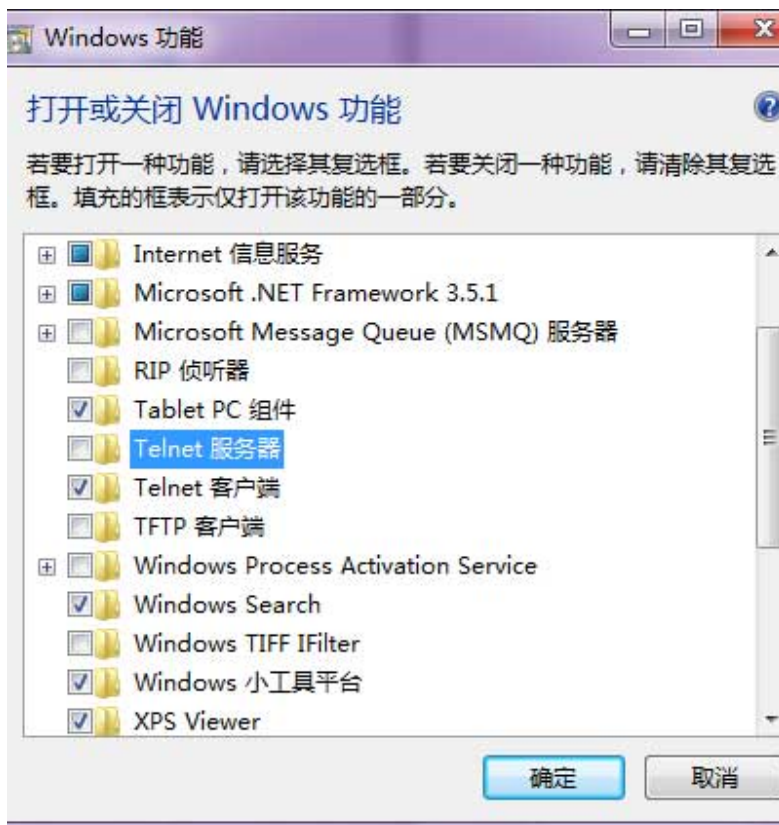 Windows 功能
打开或关闭 Windows 功能
若要打开一种功能，请选择其复选框。若要关闭一种功能，请清除其复选
框。填充的框表示仅打开该功能的一部分。
Internet 信息服务
Microsoft .NET Framework 3.5.1
Microsoft Message Queue (MSMQ) 服务器
RIP 侦听器
Tablet PC 组件
Telnet 服务器
Telnet 客户端
TFTP 客户端
Windows Process Activation Service
Windows Search
Windows TIFF IFilter
Windows 小工具平台
XPS Viewer
确定
取消